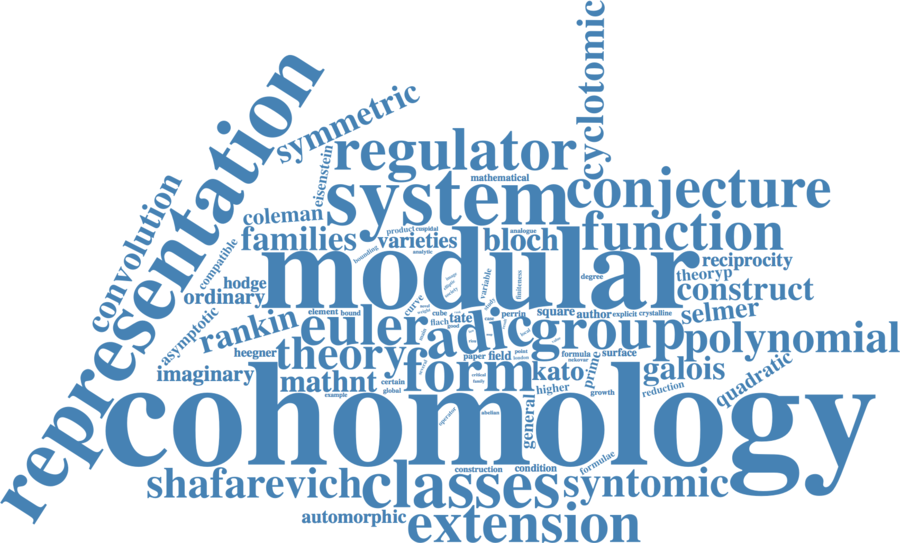 cyclotomic
representation
symmetric
regulator
eisenstein
mathematical
system
conjecture
convolution
coleman
product
cuspidal
analogue
function
families
varieties
bloch
compatible
bounding
analytic
modular
reciprocity
hodge
variable
finiteness
degree
theoryp
construct
ordinary
curve
element
bound
cube
perrin
square
author
explicit
crystalline
selmer
rankin
euler
flach
tate
adic
group
polynomial
asymptotic
heegner
theory
paper
field
point
formula
surface
imaginary
mathnt
certain
global
form
critical
family
kato
prime
galois
quadratic
example
higher
growth
reduction
cohomology
operator
abelian
general
shafarevich
classes
construction
condition
formulae
syntomic
automorphic
extension